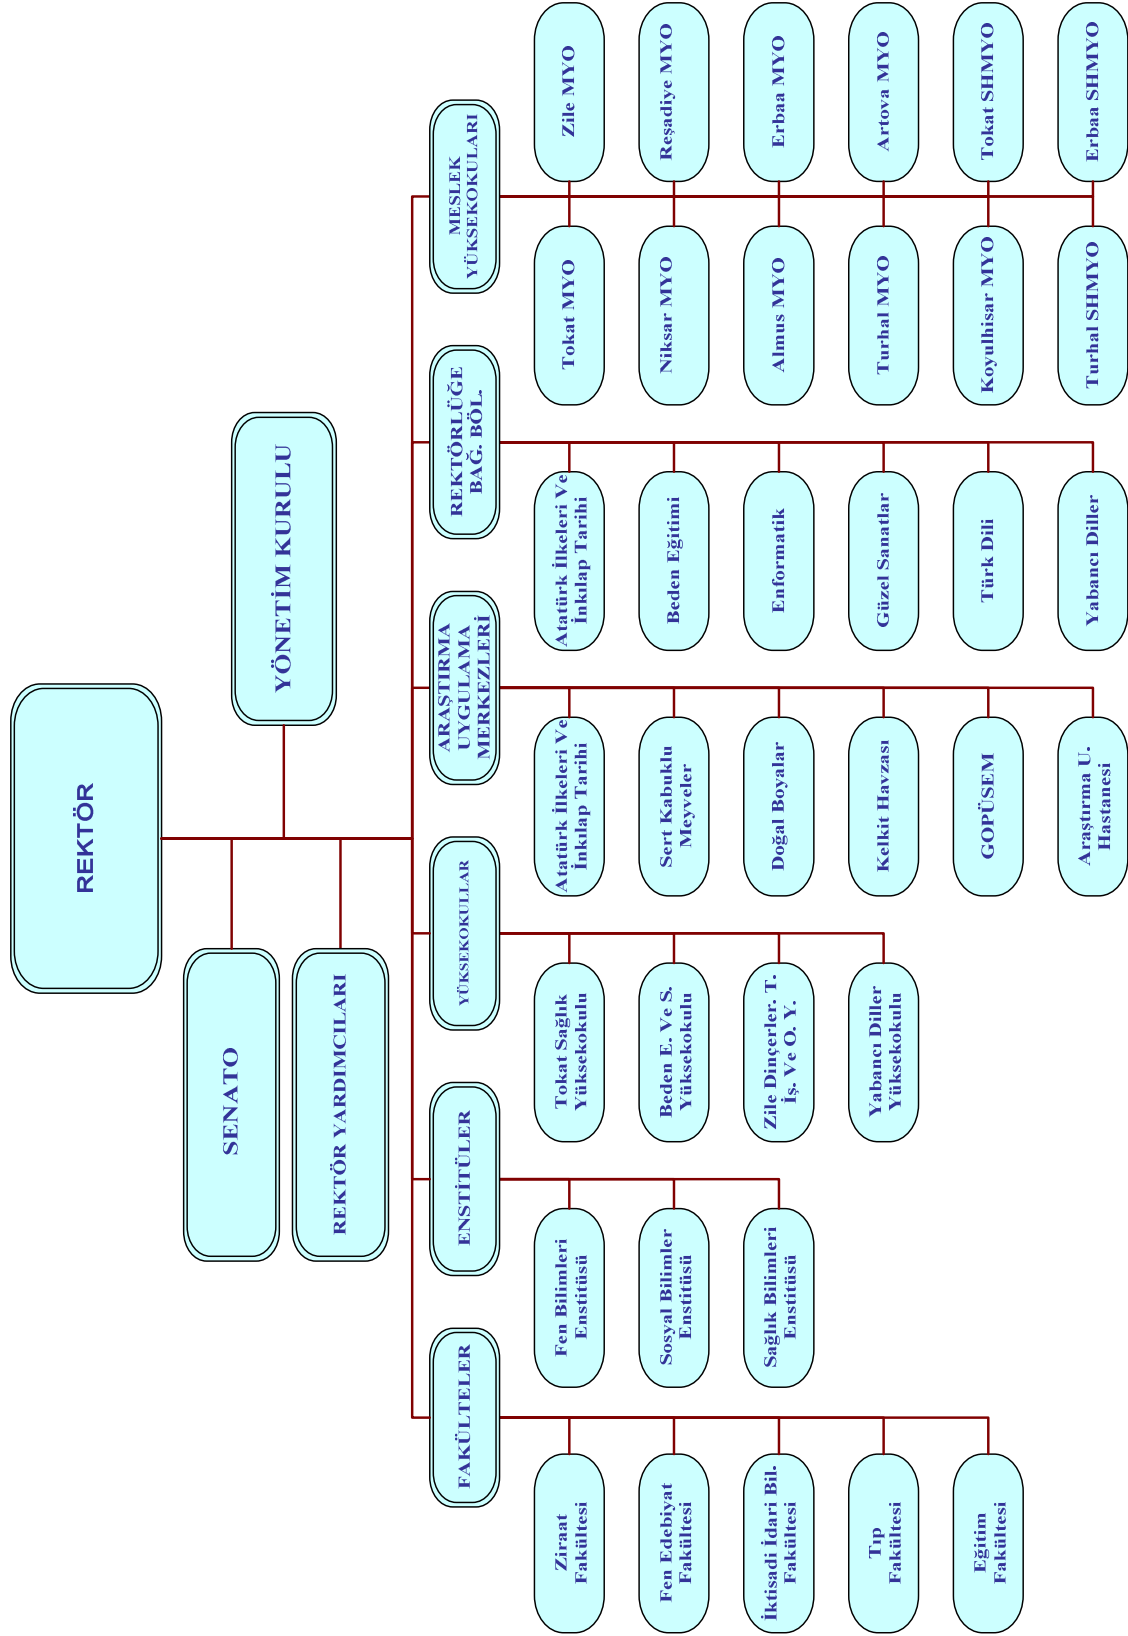 REKTÖR
YÖNETİM KURULU
SENATO
REKTÖR YARDIMCILARI
FAKÜLTELER
Ziraat
Fakültesi
Fen Edebiyat
Fakültesi
İktisadi İdari Bil.
Fakültesi
Tıp
Fakültesi
Eğitim
Fakültesi
ENSTİTÜLER
Fen Bilimleri
Enstitüsü
Sosyal Bilimler
Enstitüsü
Sağlık Bilimleri
Enstitüsü
YÜKSEKOKULLAR
Tokat Sağlık
Yüksekokulu
Beden E. Ve S.
Yüksekokulu
Zile Dinçerler. T.
İş. Ve O. Y.
Yabancı Diller
Yüksekokulu
ARAŞTIRMA
UYGULAMA
MERKEZLERİ
Atatürk İlkeleri Ve
İnkılap Tarihi
Sert Kabuklu
Meyveler
Doğal Boyalar
Kelkit Havzası
GOPÜSEM
Araştırma U.
Hastanesi
REKTÖRLÜĞE
BAĞ. BÖL.
Atatürk İlkeleri Ve
İnkılap Tarihi
Beden Eğitimi
Enformatik
Güzel Sanatlar
Türk Dili
Yabancı Diller
MESLEK
YÜKSEKOKULARI
Tokat MYO
Zile MYO
Niksar MYO
Reşadiye MYO
Almus MYO
Erbaa MYO
Turhal MYO
Artova MYO
Koyulhisar MYO
Tokat SHMYO
Turhal SHMYO
Erbaa SHMYO